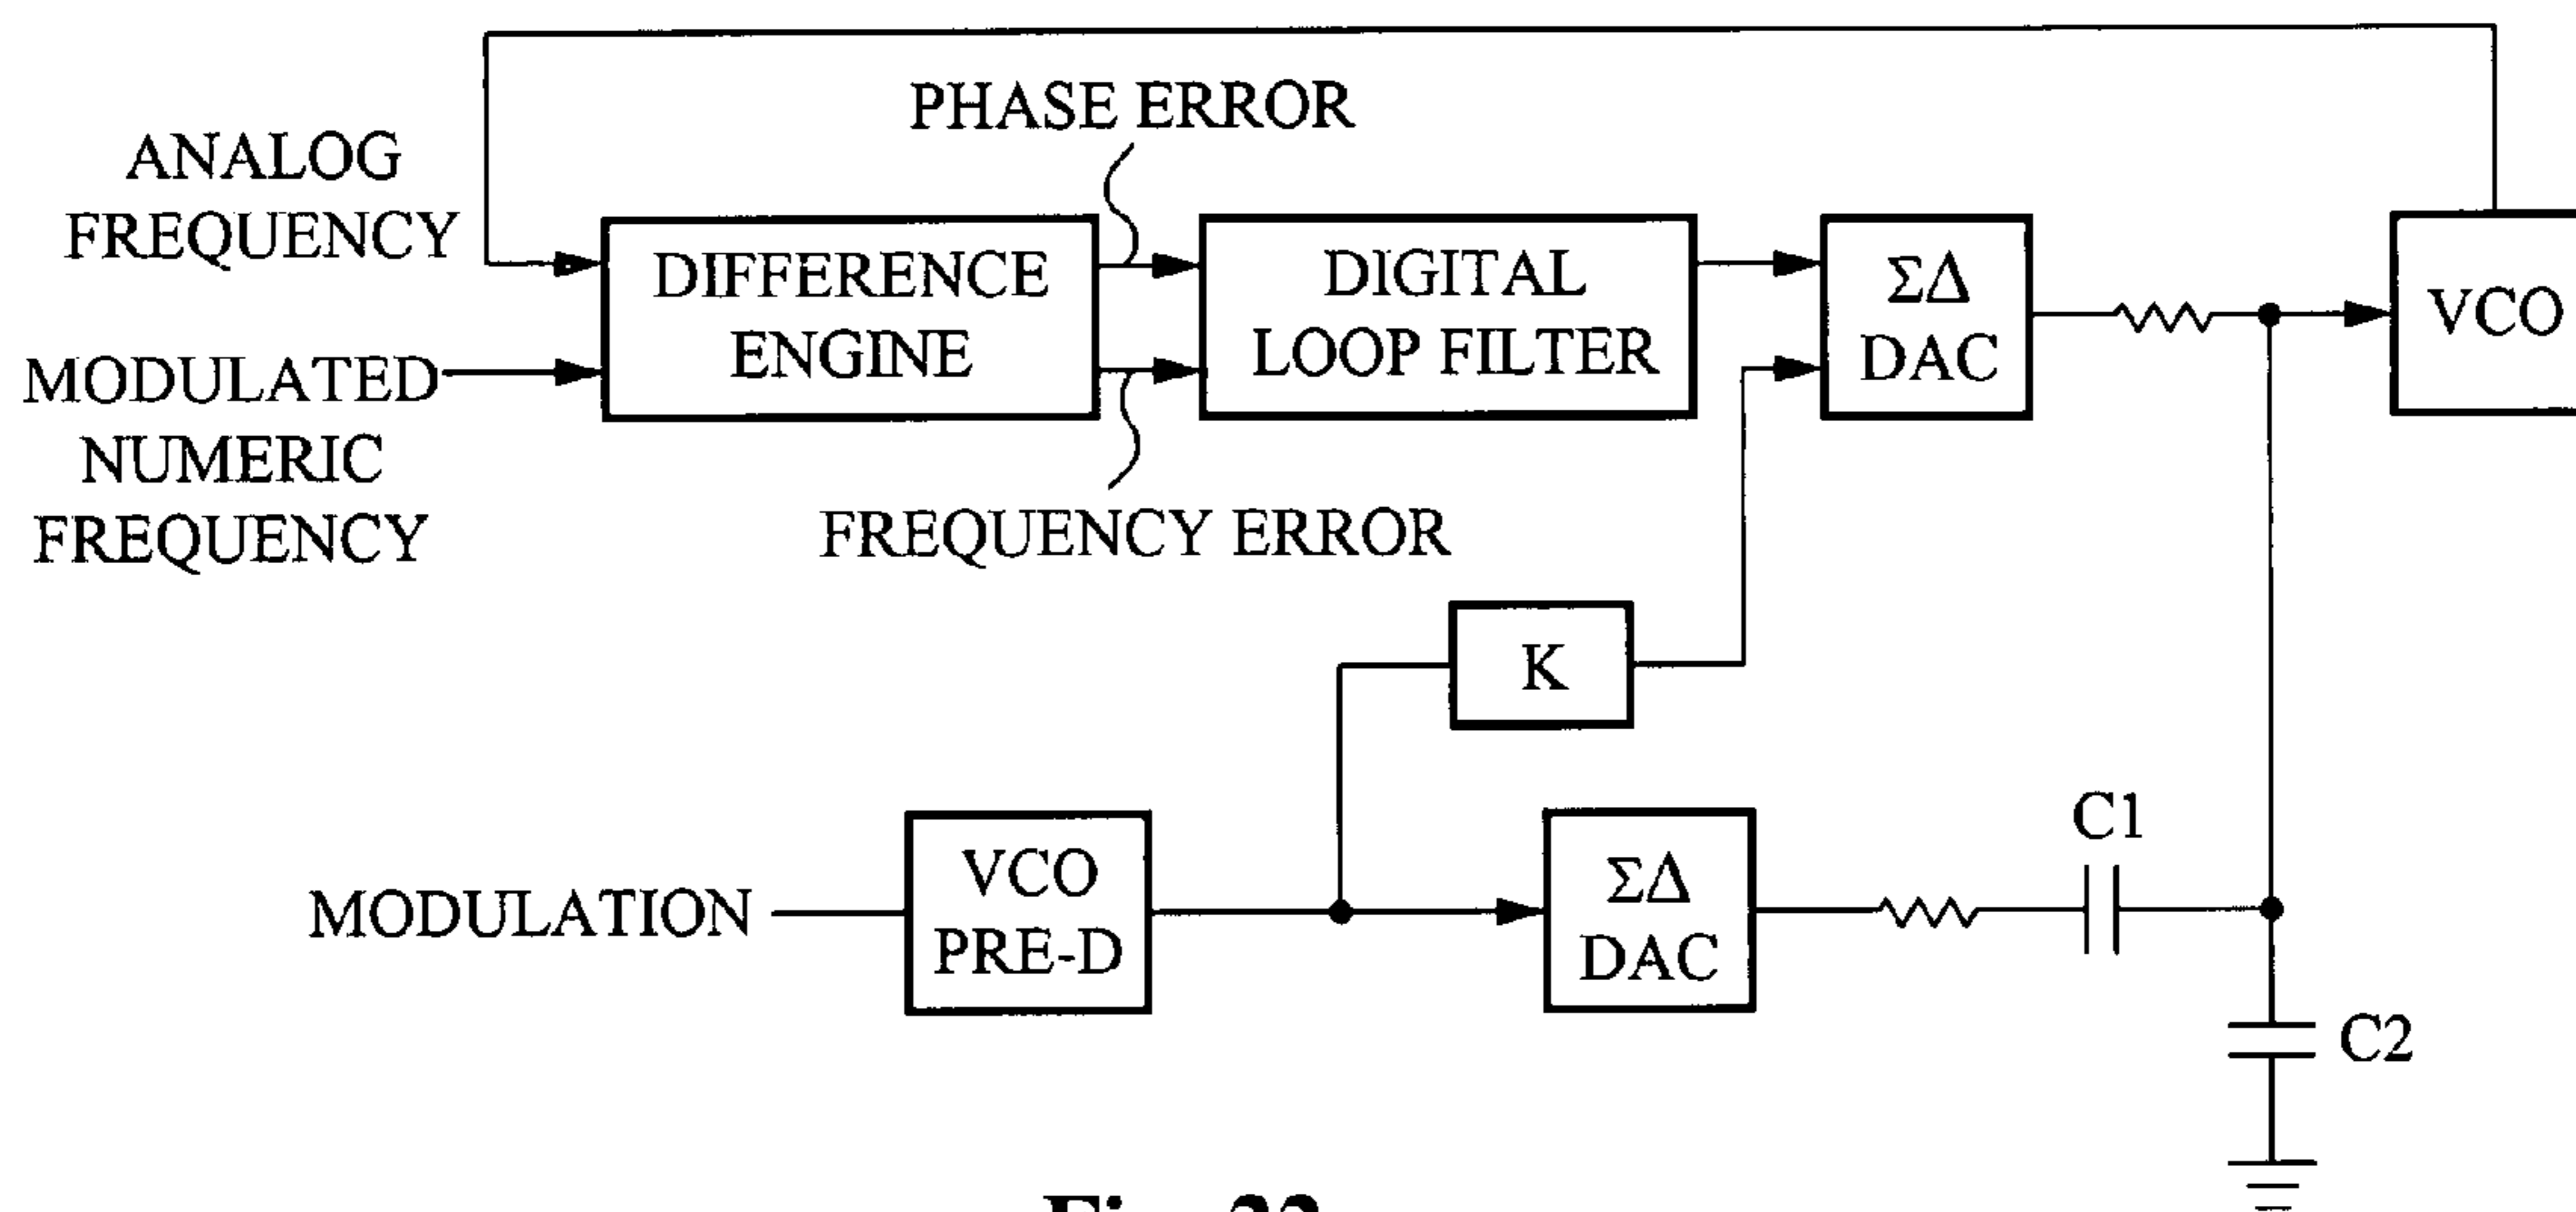 PHASE ERROR
ANALOG
FREQUENCY
DIFFERENCE
ENGINE
DIGITAL
LOOP FILTER
ΣΔ
DAC
VCO
MODULATED
NUMERIC
FREQUENCY
FREQUENCY ERROR
K
MODULATION
VCO
PRE-D
ΣΔ
DAC
C1
C2